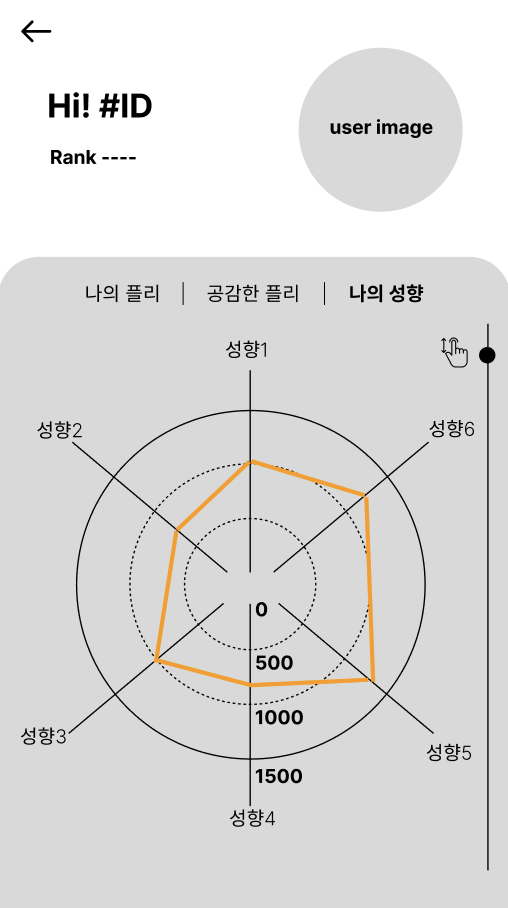 Hi! #ID
Rank ----
user image
나의 플리 | 공감한 플리 | 나의 성향
성향1
성향2
성향6
0
500
1000
1500
성향3
성향5
성향4